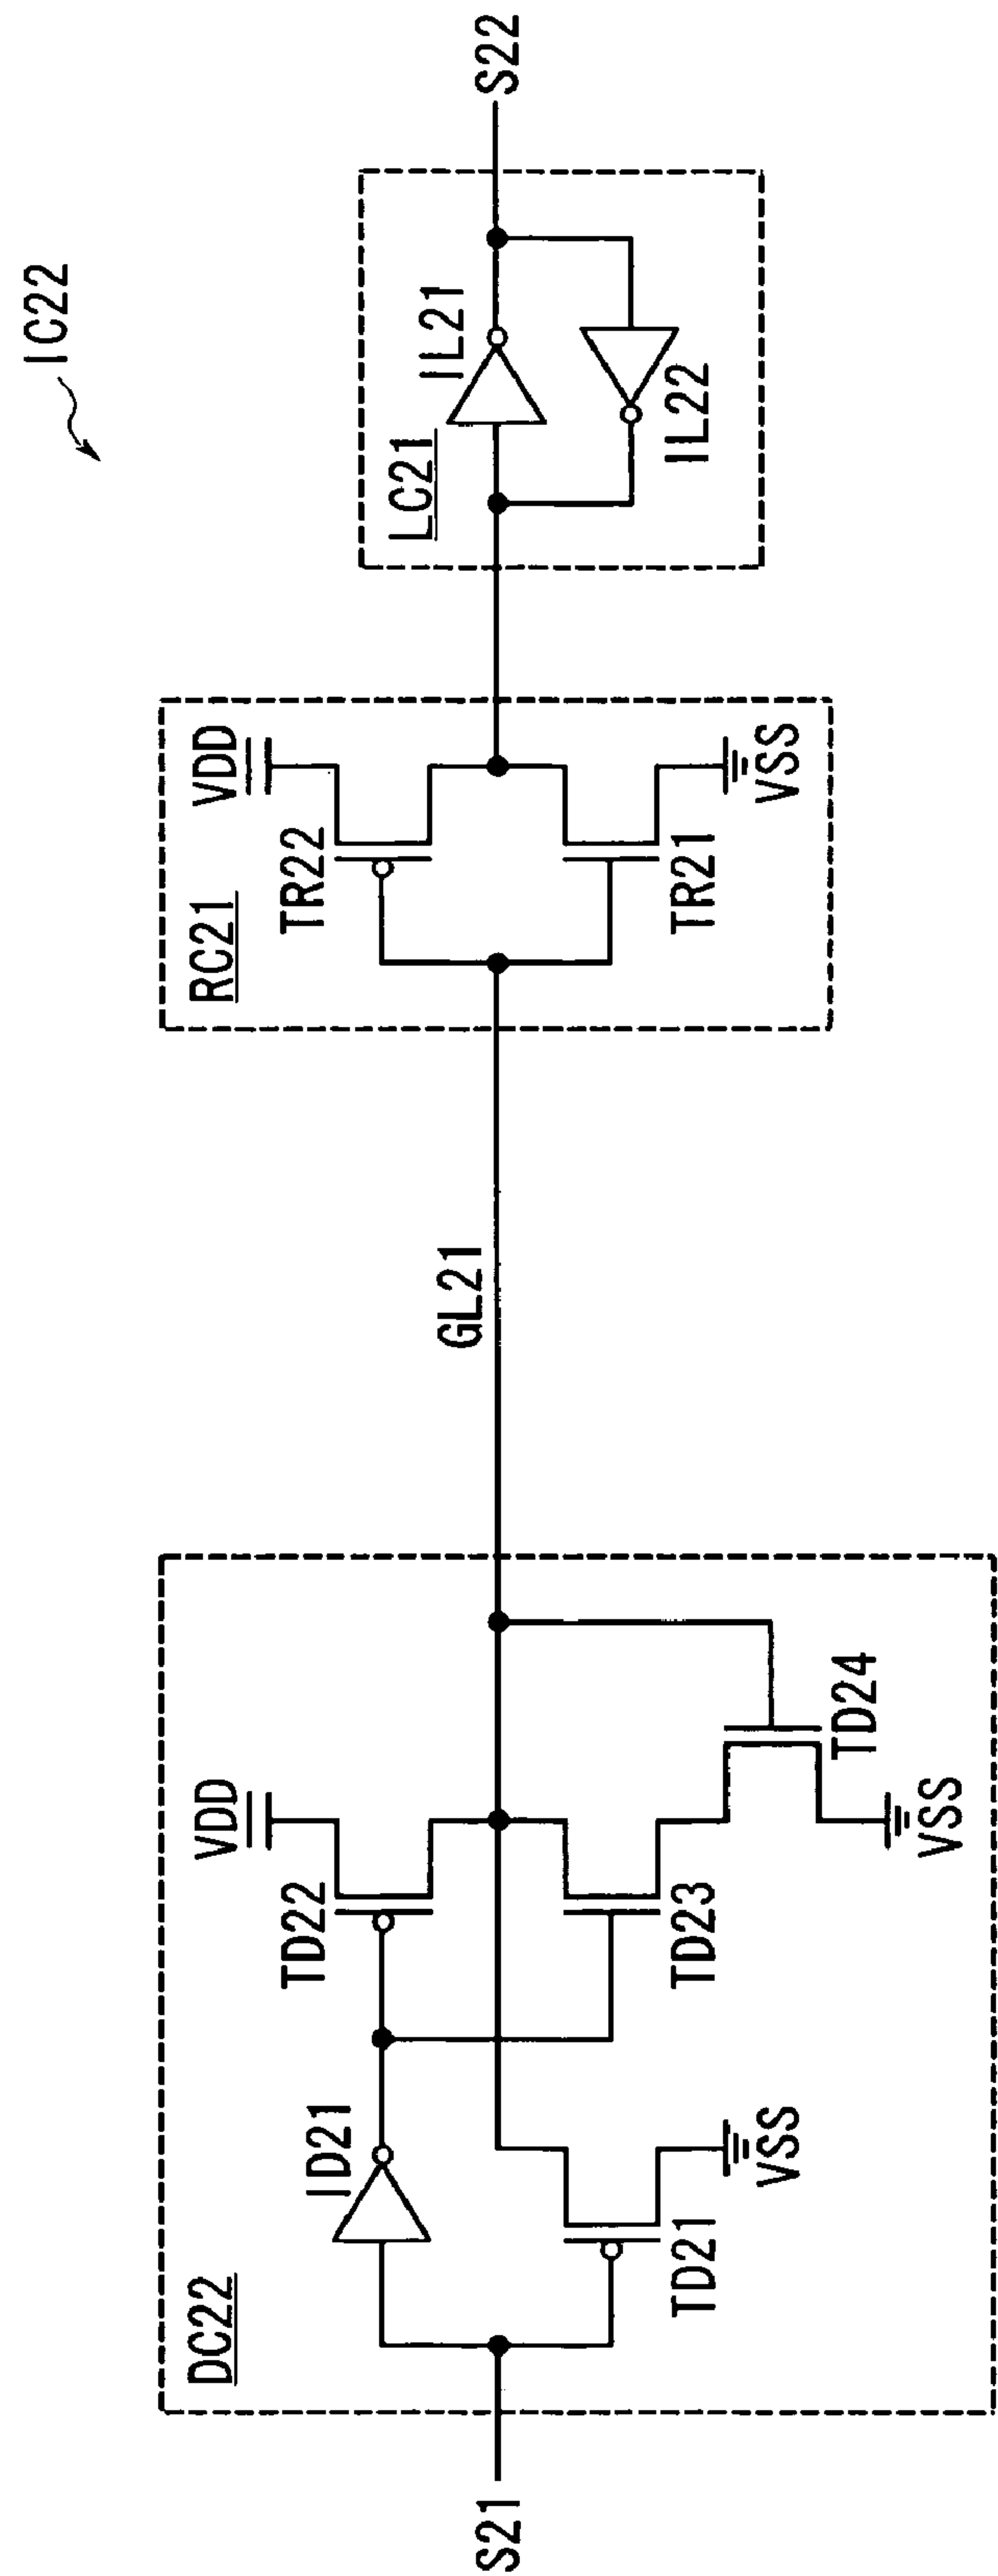 IC22
S21
DC22
ID21
TD21
VSS
VDD
TD22
TD23
TD24
VSS
GL21
RC21
VDD
TR22
TR21
VSS
LC21
IL21
IL22
S22